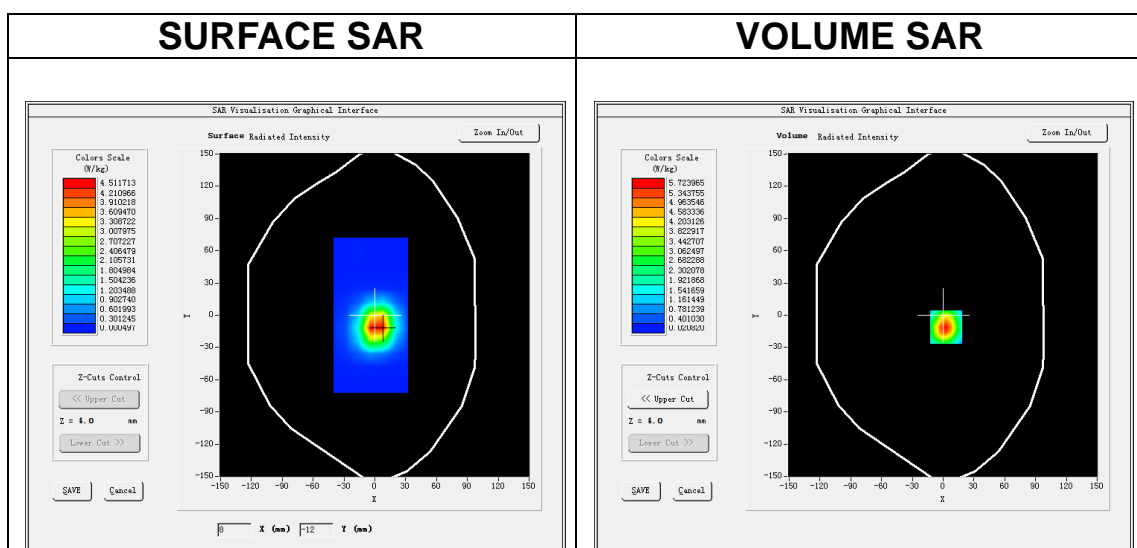 SURFACE SAR
VOLUME SAR
SAR Visualisation Graphical Interface
Surface Radiated Intensity
Zoom In/Out
Colors Scale
(W/kg)
4.511713
4.210966
3.910218
3.609470
3.308722
3.007975
2.707227
2.406479
2.105731
1.804984
1.504236
1.203488
0.902740
0.601993
0.301245
0.000497
Z-Cuts Control
<< Upper Cut
Z = 4.0 mm
Lower Cut >>
SAVE Cancel
150
120
90
60
30
0
-30
-60
-90
-120
-150
Y
-150 -120 -90 -60 -30 0 30 60 90 120 150
X
8 X (mm) -12 Y (mm)
SAR Visualisation Graphical Interface
Volume Radiated Intensity
Zoom In/Out
Colors Scale
(W/kg)
5.723965
5.343755
4.963546
4.583336
4.203126
3.822917
3.442707
3.062497
2.682288
2.302078
1.921868
1.541659
1.161449
0.781239
0.401030
0.020820
Z-Cuts Control
<< Upper Cut
Z = 4.0 mm
Lower Cut >>
SAVE Cancel
150
120
90
60
30
0
-30
-60
-90
-120
-150
Y
-150 -120 -90 -60 -30 0 30 60 90 120 150
X